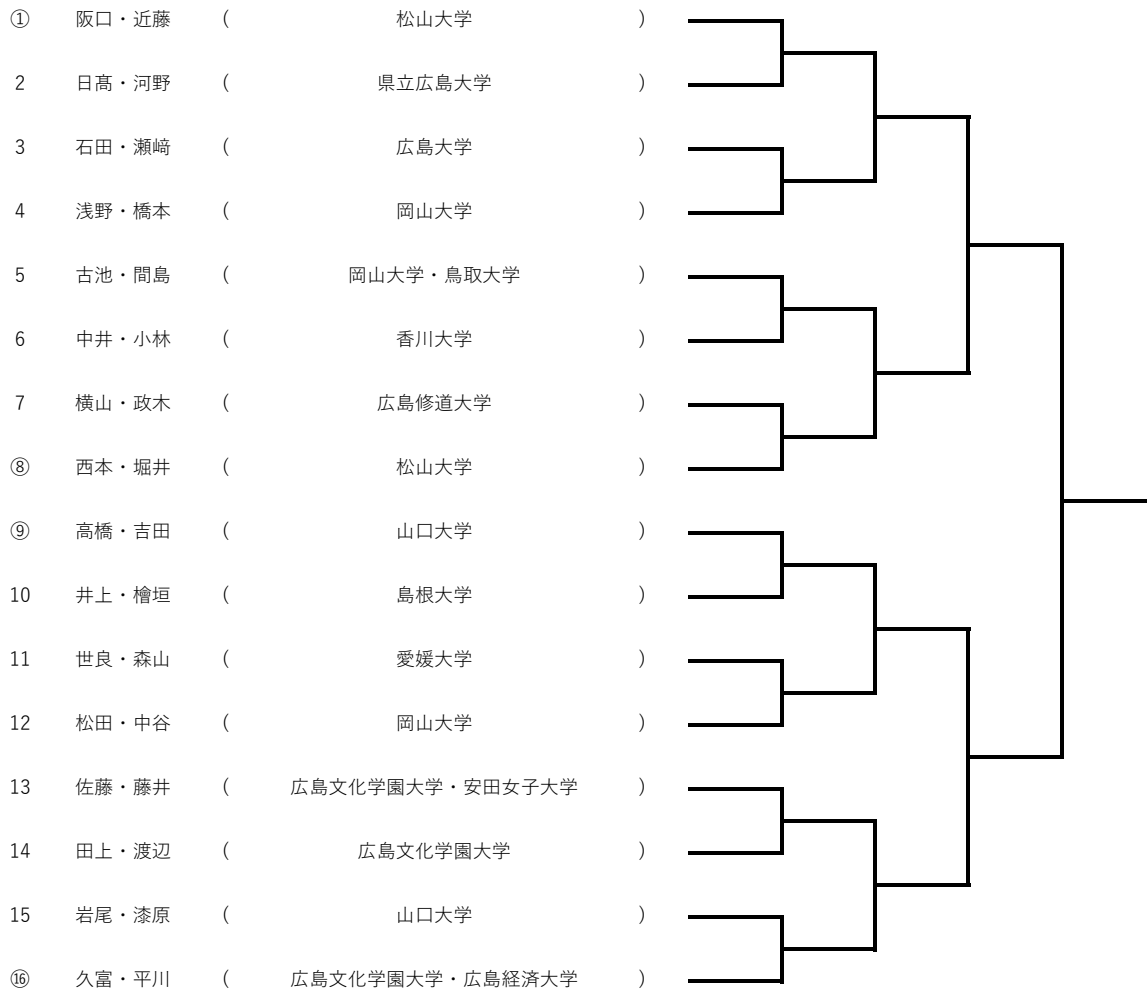 ① 阪口・近藤 ( 松山大学 )
2 日髙・河野 ( 県立広島大学 )
3 石田・瀬﨑 ( 広島大学 )
4 浅野・橋本 ( 岡山大学 )
5 古池・間島 ( 岡山大学・鳥取大学 )
6 中井・小林 ( 香川大学 )
7 横山・政木 ( 広島修道大学 )
⑧ 西本・堀井 ( 松山大学 )
⑨ 高橋・吉田 ( 山口大学 )
10 井上・檜垣 ( 島根大学 )
11 世良・森山 ( 愛媛大学 )
12 松田・中谷 ( 岡山大学 )
13 佐藤・藤井 ( 広島文化学園大学・安田女子大学 )
14 田上・渡辺 ( 広島文化学園大学 )
15 岩尾・漆原 ( 山口大学 )
⑯ 久富・平川 ( 広島文化学園大学・広島経済大学 )